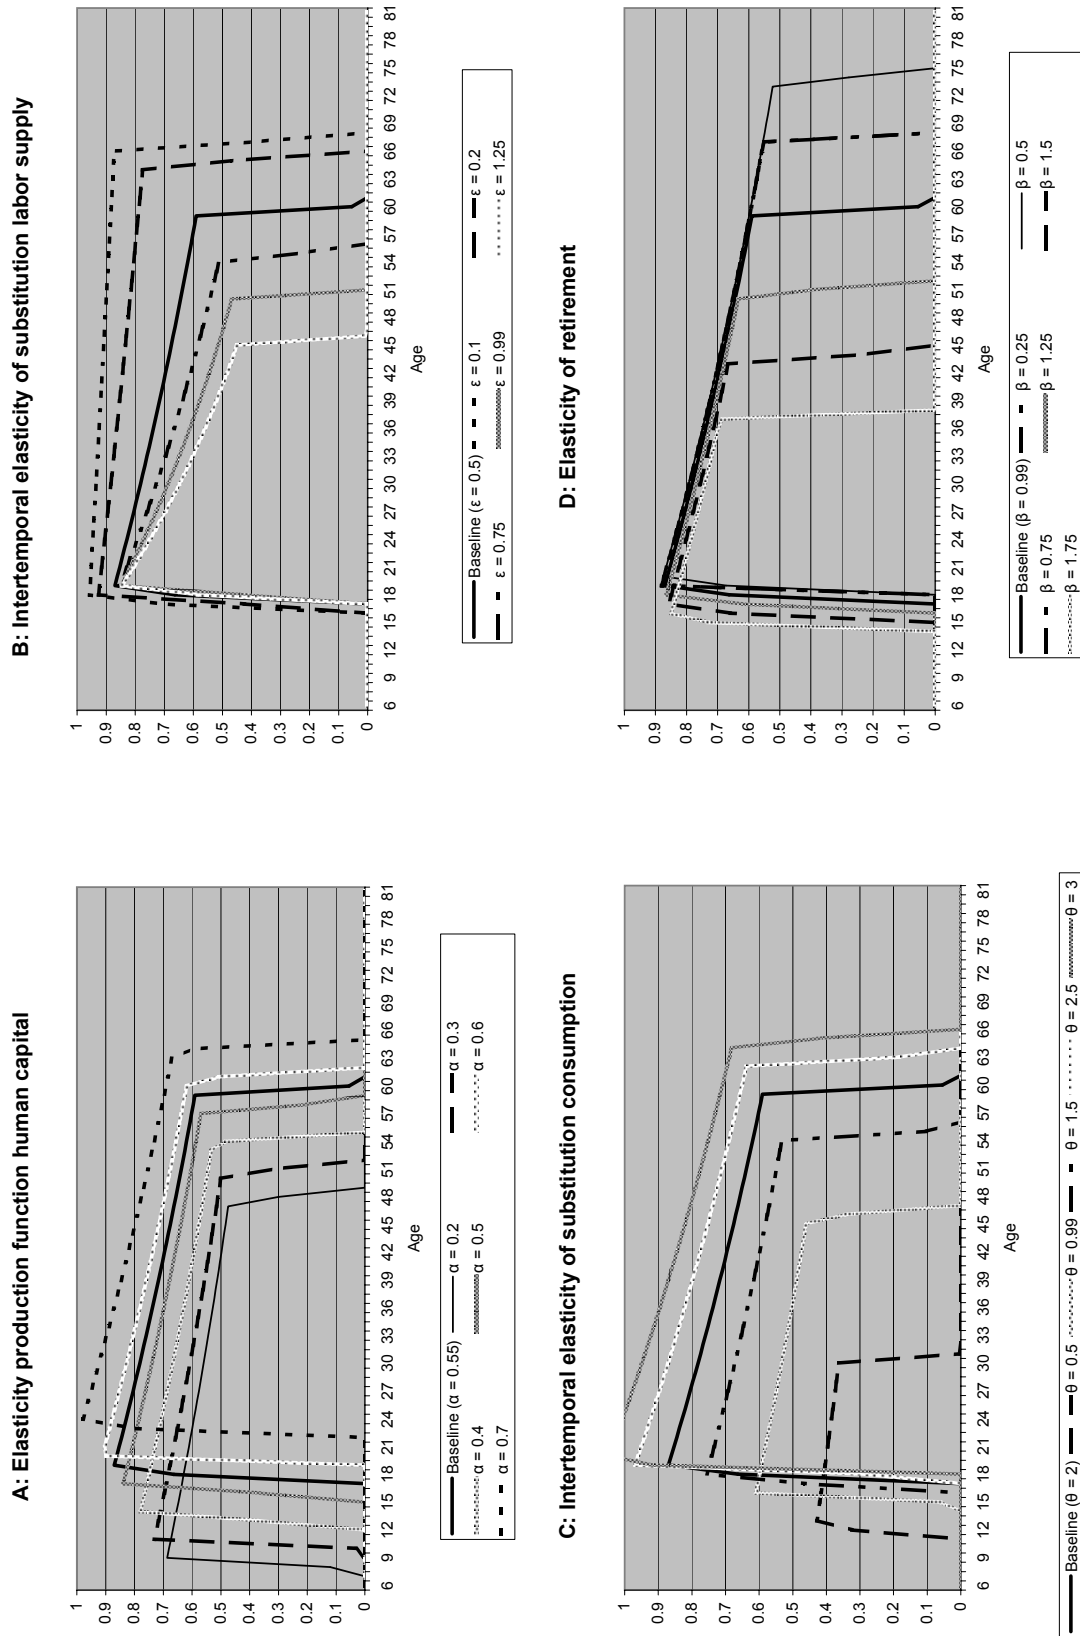 A: Elasticity production function human capital
1
0.9
0.8
0.7
0.6
0.5
0.4
0.3
0.2
0.1
0
6 9 12 15 18 21 24 27 30 33 36 39 42 45 48 51 54 57 60 63 66 69 72 75 78 81
Age
Baseline (α = 0.55) α = 0.2 α = 0.3
α = 0.4 α = 0.5 α = 0.6
α = 0.7
B: Intertemporal elasticity of substitution labor supply
1
0.9
0.8
0.7
0.6
0.5
0.4
0.3
0.2
0.1
0
6 9 12 15 18 21 24 27 30 33 36 39 42 45 48 51 54 57 60 63 66 69 72 75 78 81
Age
Baseline (ε = 0.5) ε = 0.1 ε = 0.2
ε = 0.75 ε = 0.99 ε = 1.25
C: Intertemporal elasticity of substitution consumption
1
0.9
0.8
0.7
0.6
0.5
0.4
0.3
0.2
0.1
0
6 9 12 15 18 21 24 27 30 33 36 39 42 45 48 51 54 57 60 63 66 69 72 75 78 81
Age
Baseline (θ = 2) θ = 0.5 θ = 0.99 θ = 1.5 θ = 2.5 θ = 3
D: Elasticity of retirement
1
0.9
0.8
0.7
0.6
0.5
0.4
0.3
0.2
0.1
0
6 9 12 15 18 21 24 27 30 33 36 39 42 45 48 51 54 57 60 63 66 69 72 75 78 81
Age
Baseline (β = 0.99) β = 0.25 β = 0.5
β = 0.75 β = 1.25 β = 1.5
β = 1.75